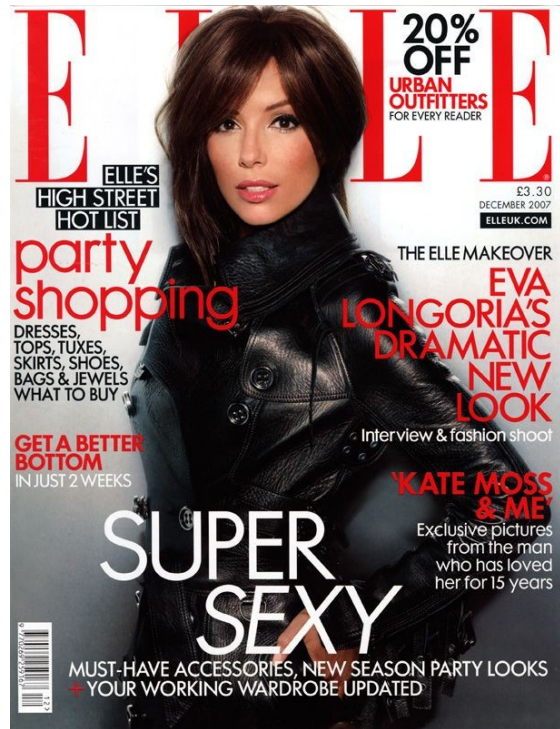 ELLE
20%
OFF
URBAN
OUTFITTERS
FOR EVERY READER
£3.30
DECEMBER 2007
ELLEUK.COM
ELLE'S
HIGH STREET
HOT LIST
party
shopping
DRESSES,
TOPS, TUXES,
SKIRTS, SHOES,
BAGS & JEWELS
WHAT TO BUY
GET A BETTER
BOTTOM
IN JUST 2 WEEKS
THE ELLE MAKEOVER
EVA
LONGORIA'S
DRAMATIC
NEW
LOOK
Interview & fashion shoot
'KATE MOSS
& ME'
Exclusive pictures
from the man
who has loved
her for 15 years
SUPER
SEXY
MUST-HAVE ACCESSORIES, NEW SEASON PARTY LOOKS
+ YOUR WORKING WARDROBE UPDATED